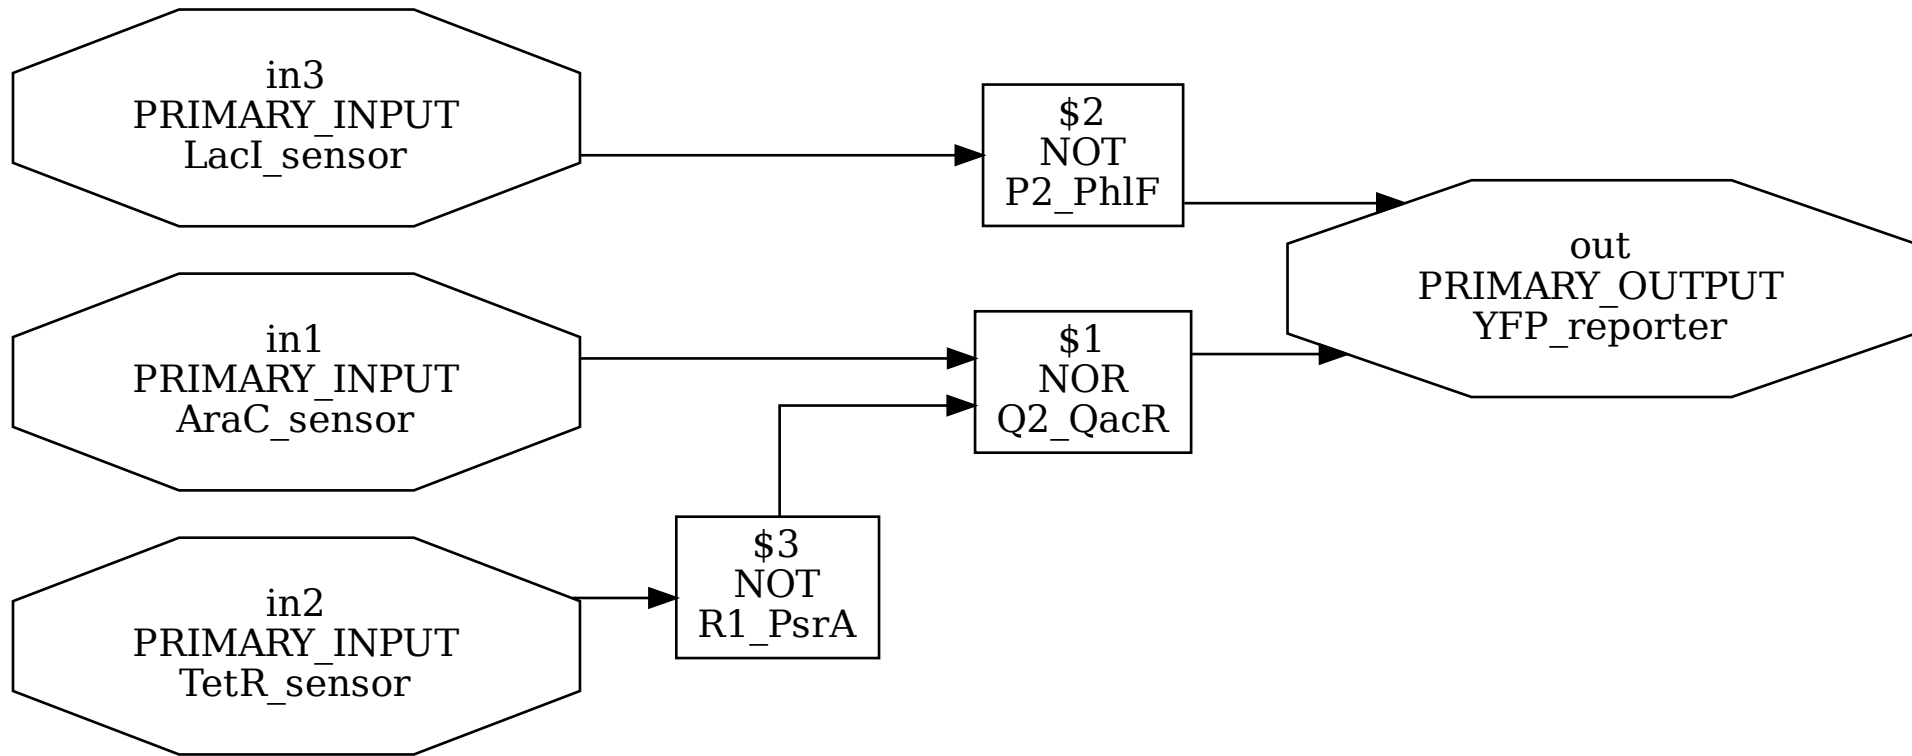 in3
PRIMARY_INPUT
LacI_sensor
$2
NOT
P2_PhlF
out
PRIMARY_OUTPUT
YFP_reporter
in1
PRIMARY_INPUT
AraC_sensor
$1
NOR
Q2_QacR
in2
PRIMARY_INPUT
TetR_sensor
$3
NOT
R1_PsrA